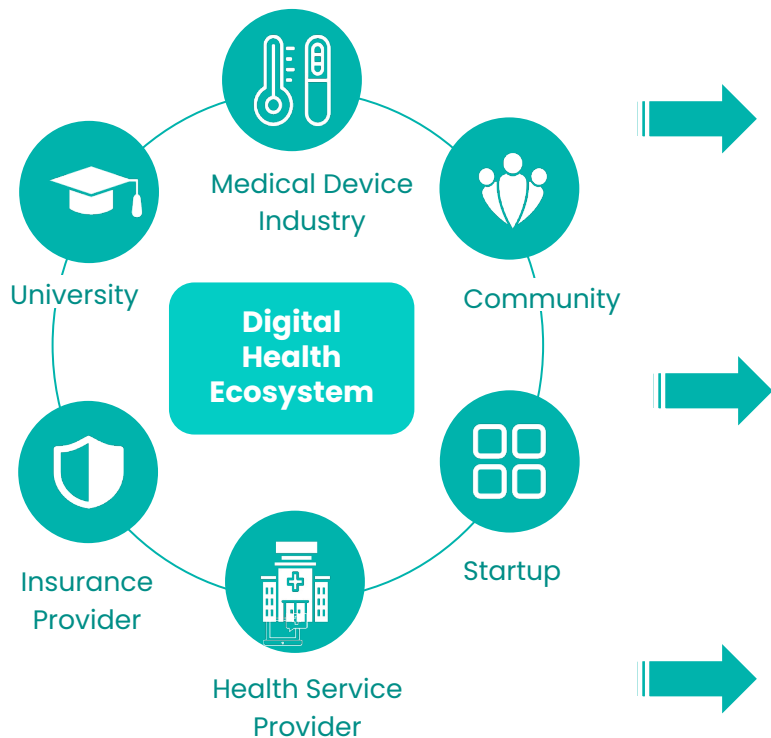 Medical Device
Industry
University
Community
Digital
Health
Ecosystem
Insurance
Provider
Startup
Health Service
Provider